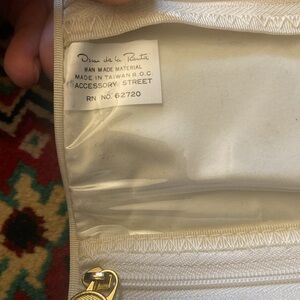 Oscar de la Renta
MAN MADE MATERIAL
MADE IN TAIWAN R.O.C.
ACCESSORY STREET
RN NO. 62720